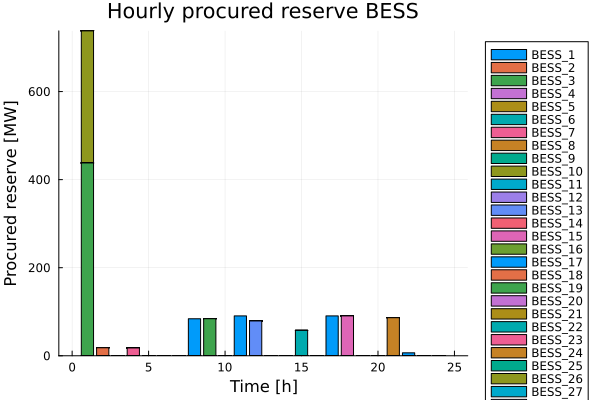 Hourly procured reserve BESS
Procured reserve [MW]
600
400
200
0
0
5
10
15
20
25
Time [h]
BESS_1
BESS_2
BESS_3
BESS_4
BESS_5
BESS_6
BESS_7
BESS_8
BESS_9
BESS_10
BESS_11
BESS_12
BESS_13
BESS_14
BESS_15
BESS_16
BESS_17
BESS_18
BESS_19
BESS_20
BESS_21
BESS_22
BESS_23
BESS_24
BESS_25
BESS_26
BESS_27